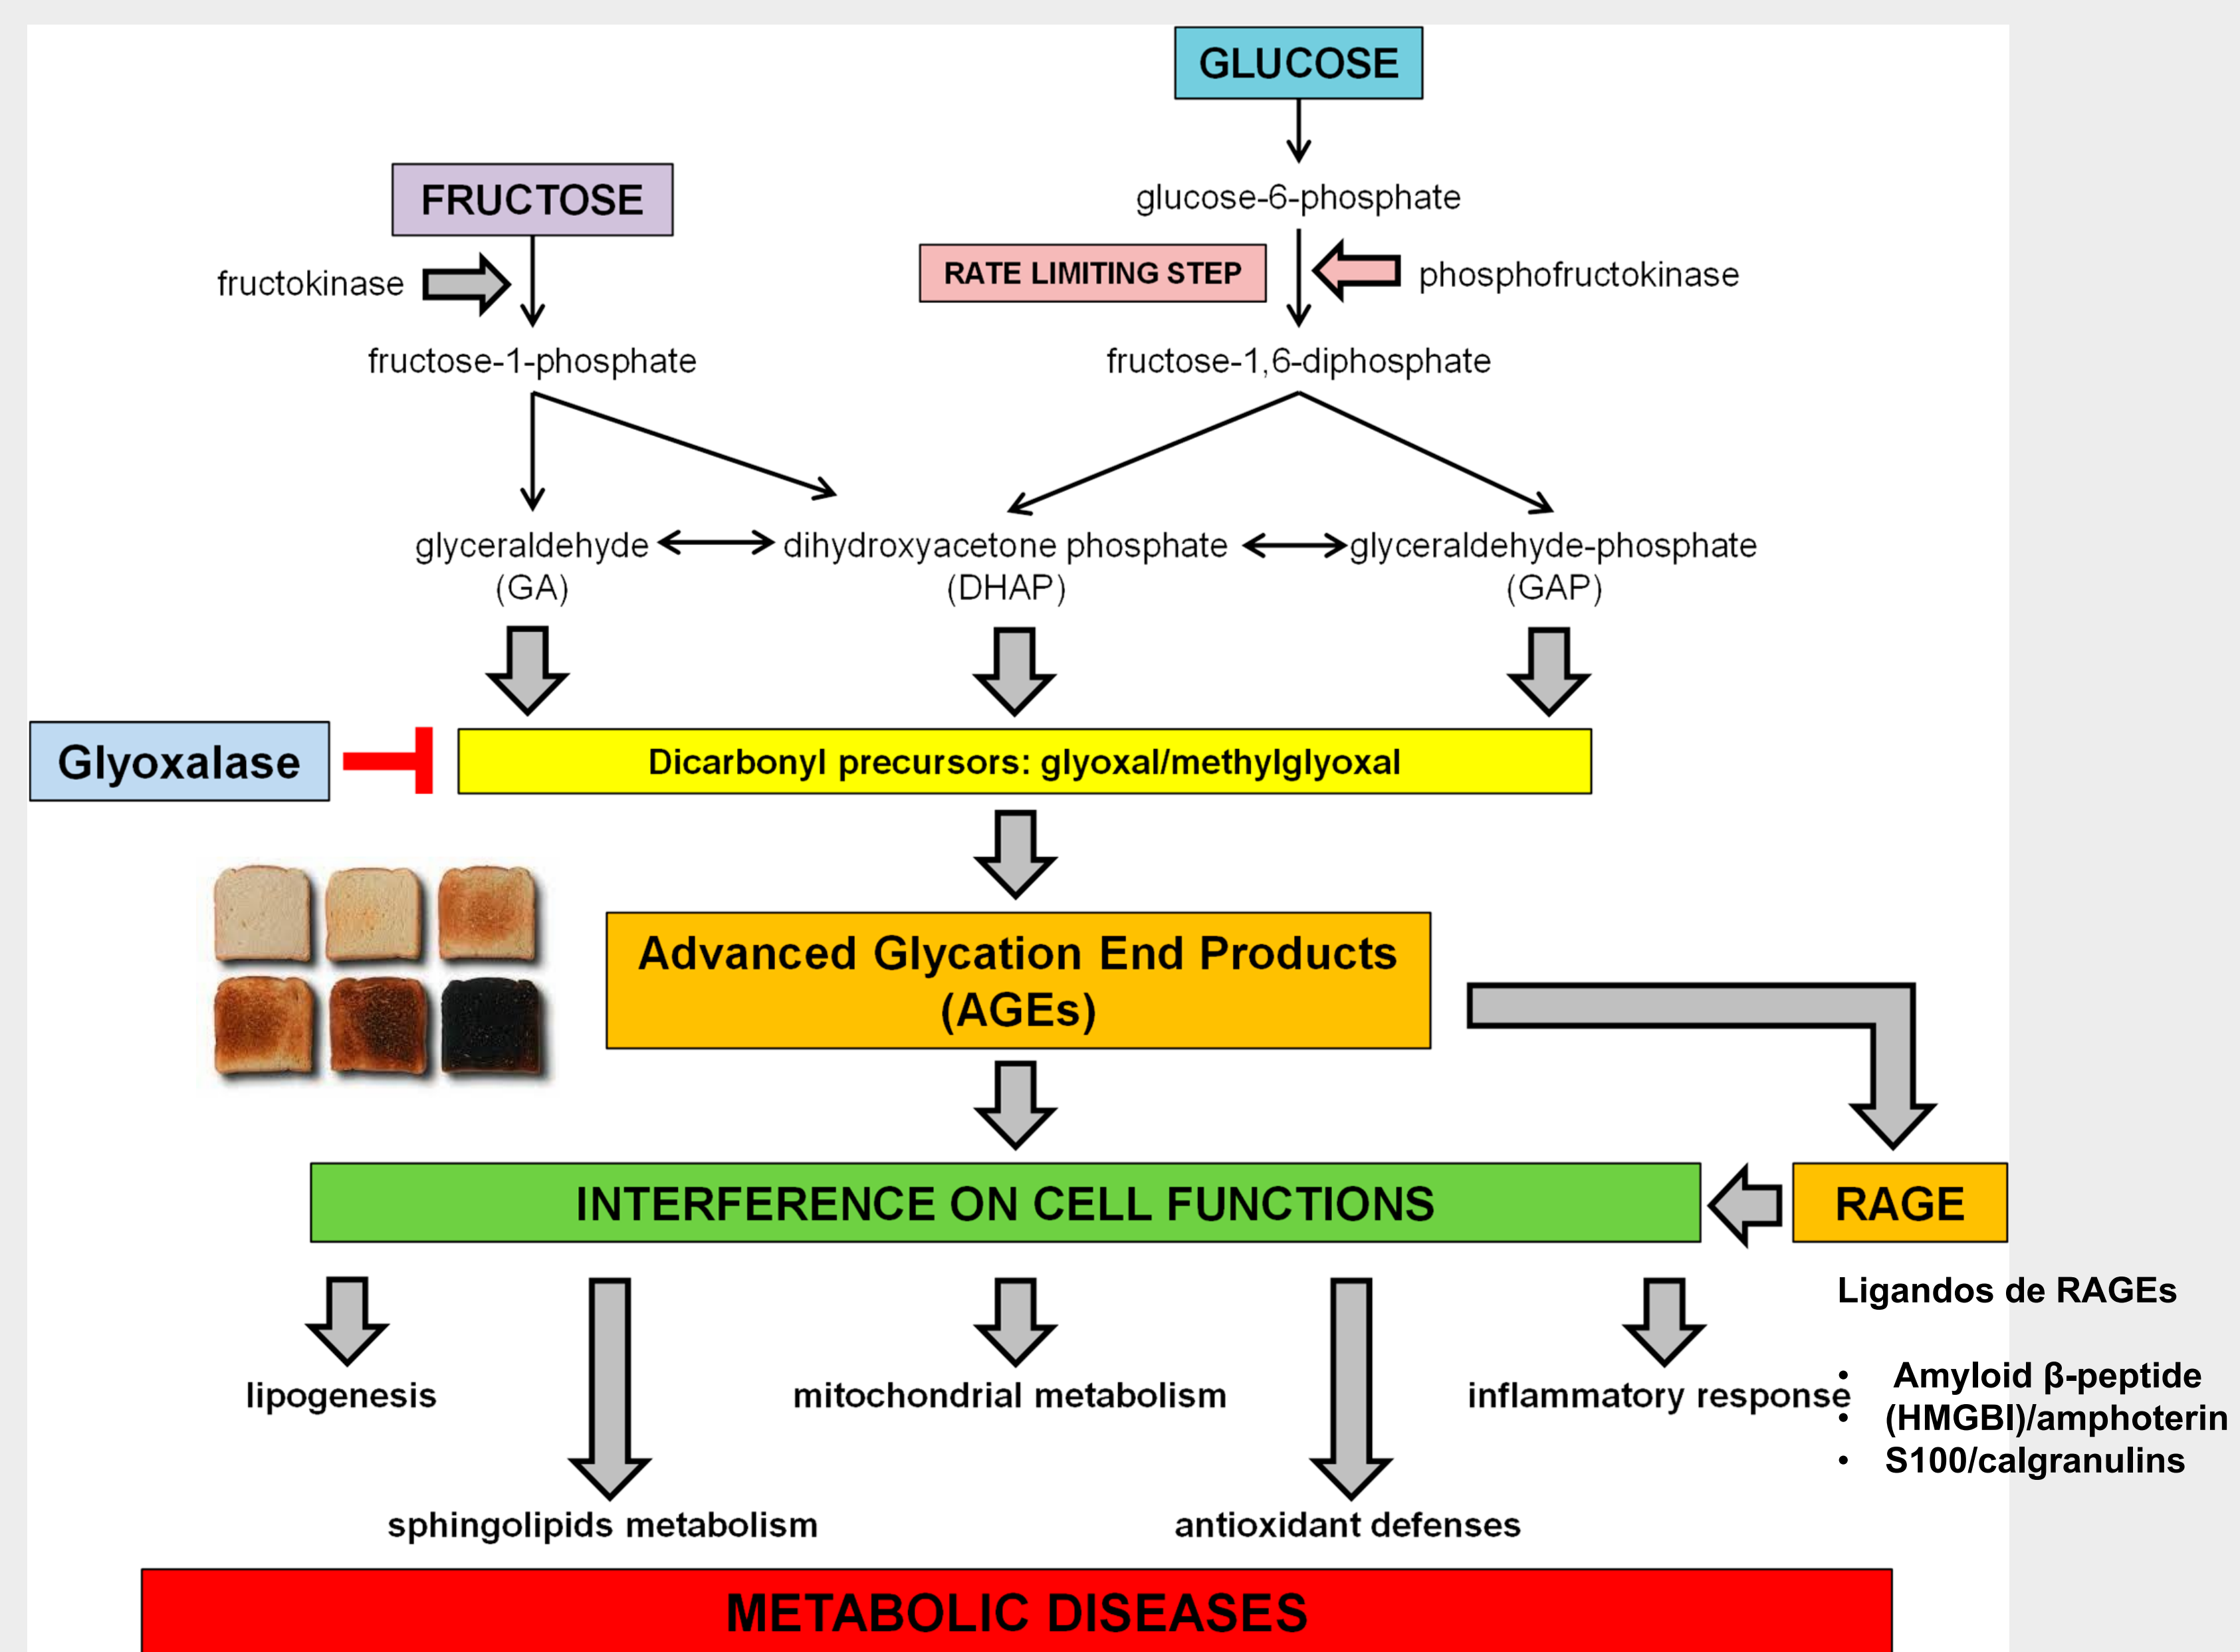 GLUCOSE
FRUCTOSE
glucose-6-phosphate
fructokinase
RATE LIMITING STEP
phosphofructokinase
fructose-1-phosphate
fructose-1,6-diphosphate
glyceraldehyde
(GA)
dihydroxyacetone phosphate
(DHAP)
glyceraldehyde-phosphate
(GAP)
Glyoxalase
Dicarbonyl precursors: glyoxal/methylglyoxal
Advanced Glycation End Products
(AGEs)
INTERFERENCE ON CELL FUNCTIONS
RAGE
Ligandos de RAGEs
• Amyloid β-peptide
• (HMGBl)/amphoterin
• S100/calgranulins
lipogenesis
mitochondrial metabolism
inflammatory response
sphingolipids metabolism
antioxidant defenses
METABOLIC DISEASES